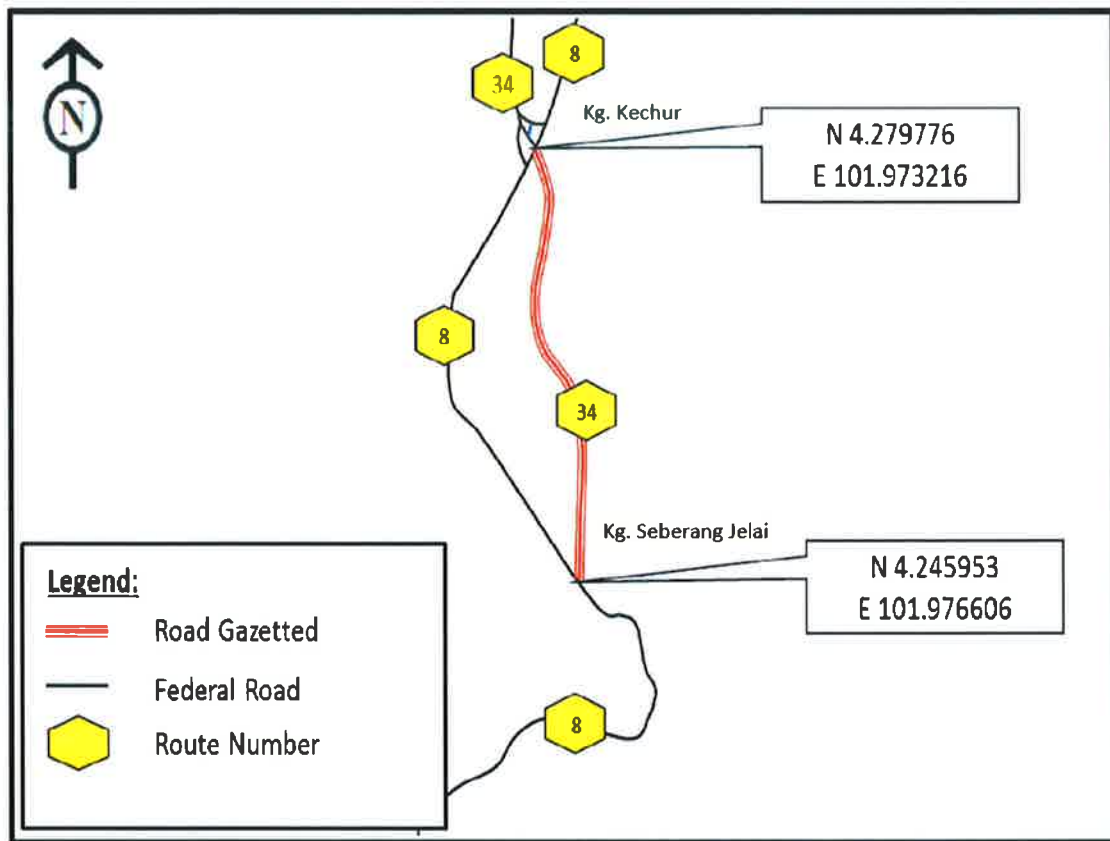 N
34
8
Kg. Kechur
N 4.279776
E 101.973216
8
34
Kg. Seberang Jelai
N 4.245953
E 101.976606
8
Legend:
Road Gazetted
Federal Road
Route Number